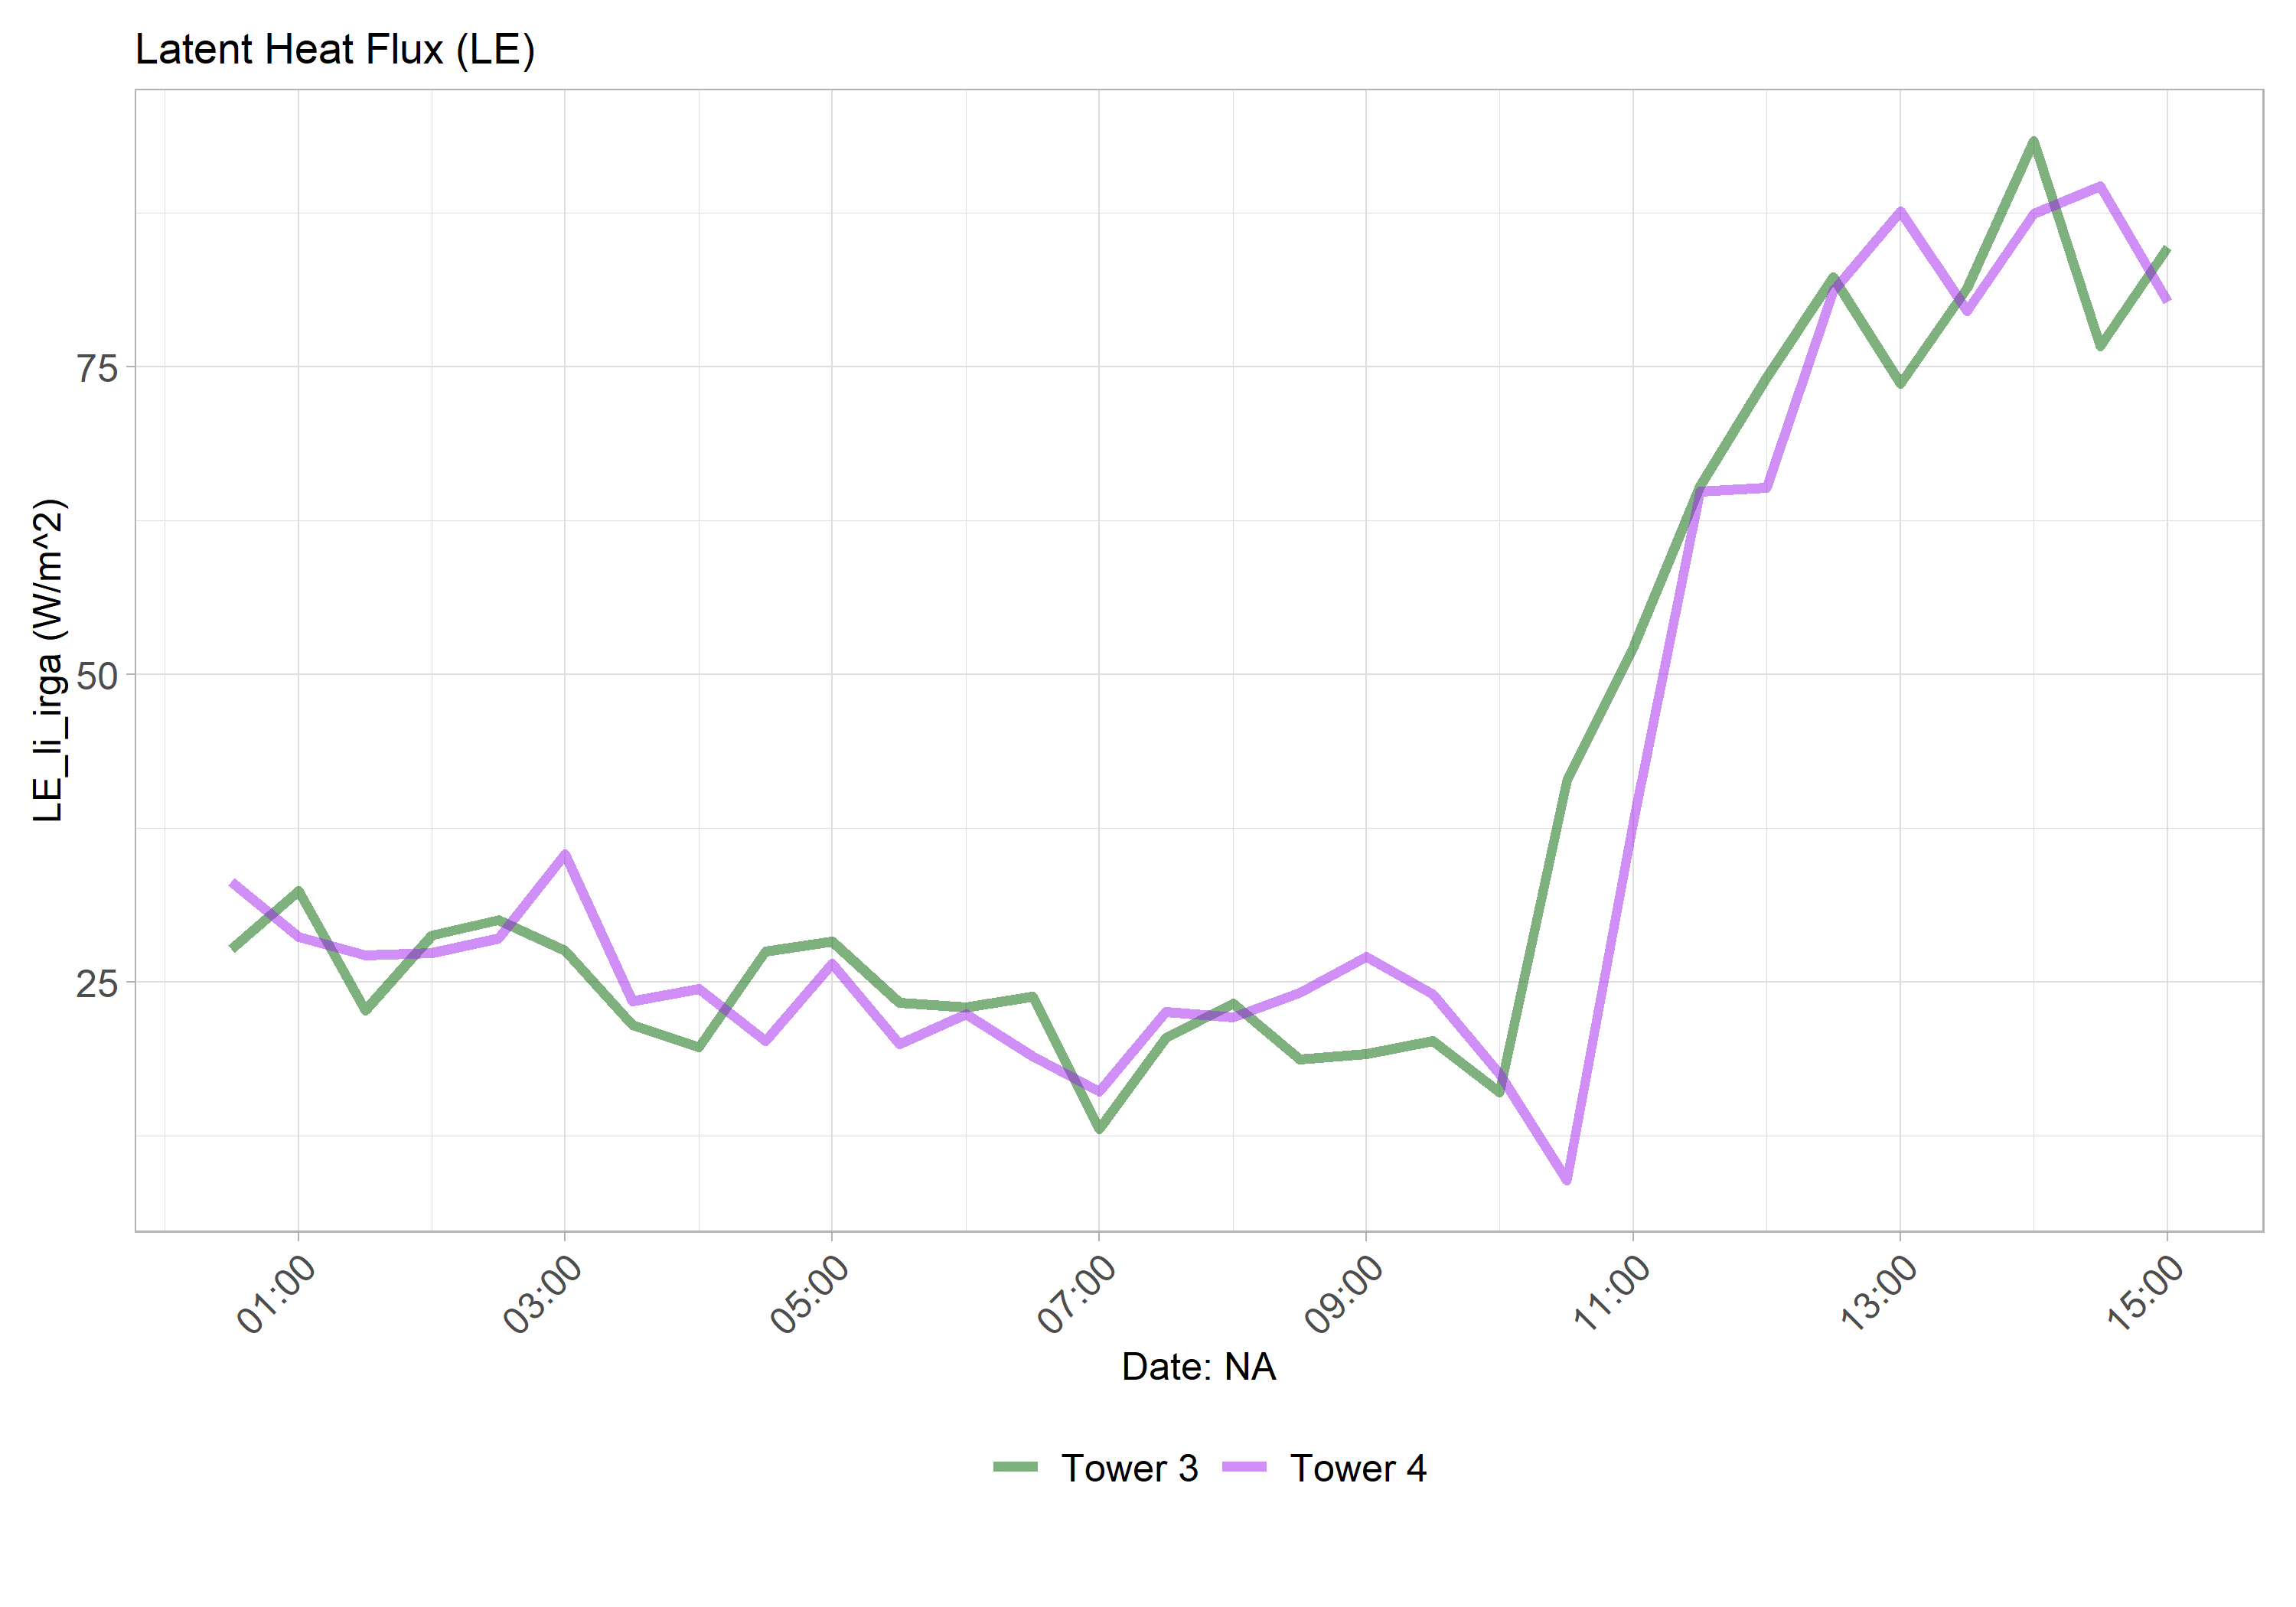 Latent Heat Flux (LE)
LE_li_irga (W/m^2)
75
50
25
01:00
03:00
05:00
07:00
09:00
11:00
13:00
15:00
Date: NA
Tower 3
Tower 4